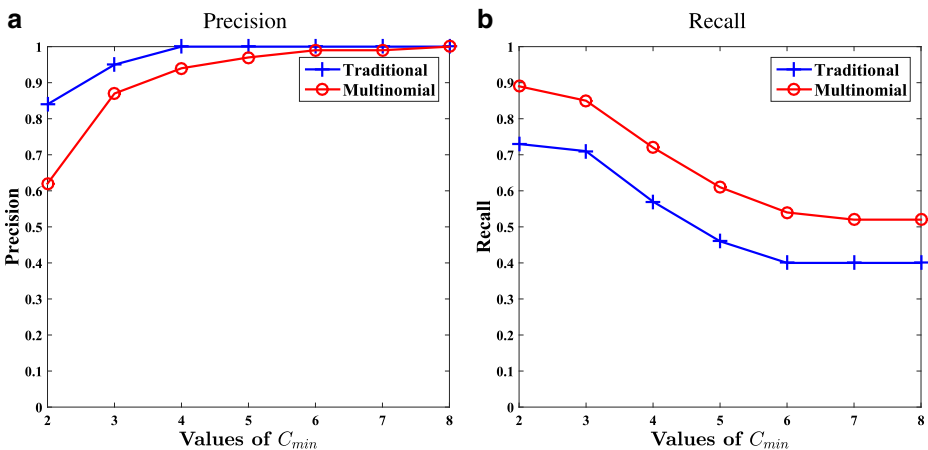 a
Precision
1
0.9
0.8
0.7
0.6
0.5
0.4
0.3
0.2
0.1
0
Precision
Traditional
Multinomial
2 3 4 5 6 7 8
Values of C_min
b
Recall
1
0.9
0.8
0.7
0.6
0.5
0.4
0.3
0.2
0.1
0
Recall
Traditional
Multinomial
2 3 4 5 6 7 8
Values of C_min